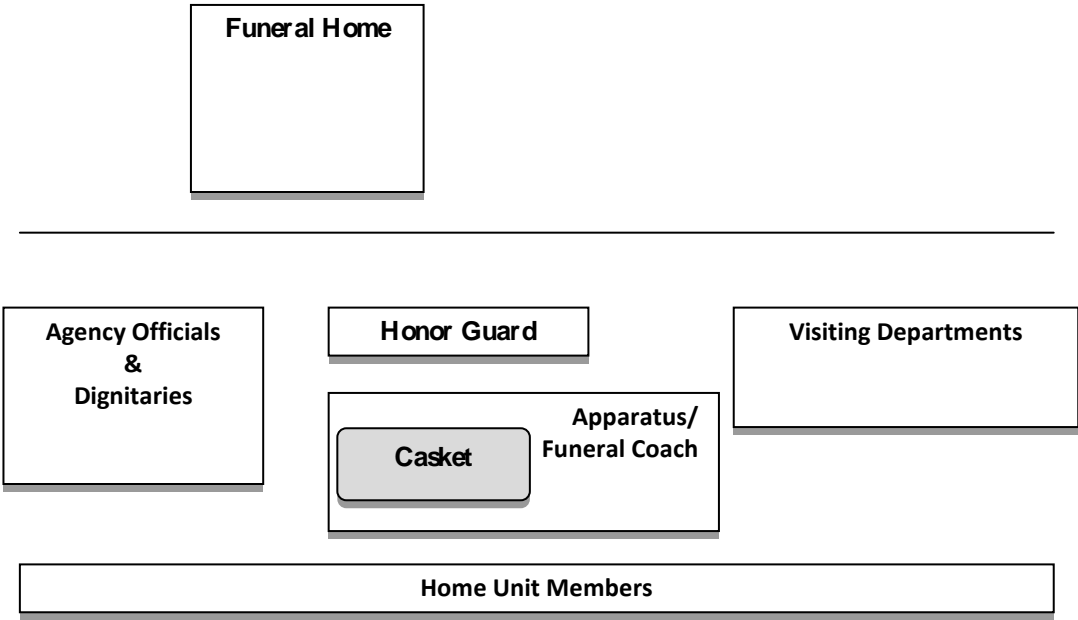 Funeral Home
Agency Officials
&
Dignitaries
Honor Guard
Visiting Departments
Apparatus/
Funeral Coach
Casket
Home Unit Members